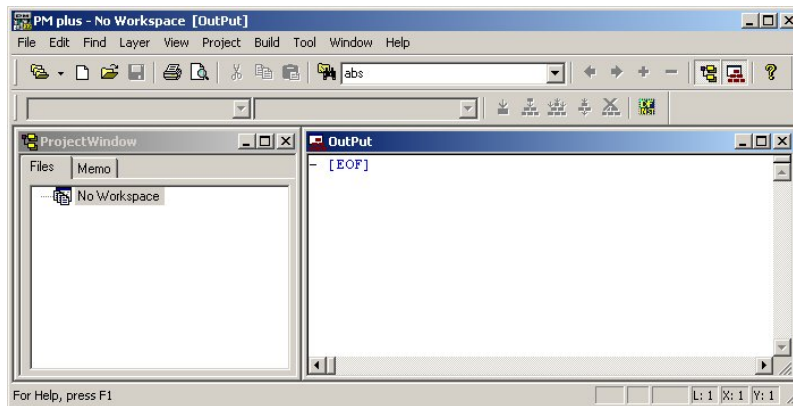 PM plus - No Workspace [OutPut]
File Edit Find Layer View Project Build Tool Window Help
abs
ProjectWindow
OutPut
Files Memo
[EOF]
No Workspace
For Help, press F1
L: 1 X: 1 Y: 1